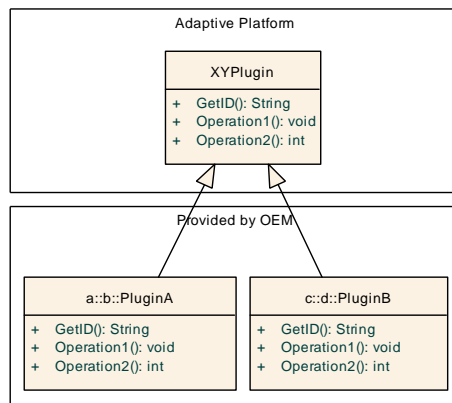 Adaptive Platform
XYPlugin
+ GetID(): String
+ Operation1(): void
+ Operation2(): int
Provided by OEM
a::b::PluginA
+ GetID(): String
+ Operation1(): void
+ Operation2(): int
c::d::PluginB
+ GetID(): String
+ Operation1(): void
+ Operation2(): int